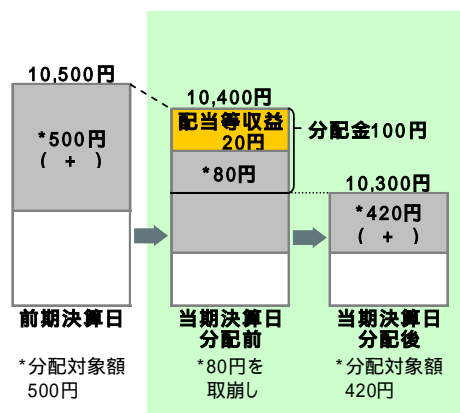 10,500円
*500円
( + )
前期決算日
*分配対象額
500円
10,400円
配当等収益
20円
*80円
分配金100円
当期決算日
分配前
*80円を
取崩し
10,300円
*420円
( + )
当期決算日
分配後
*分配対象額
420円